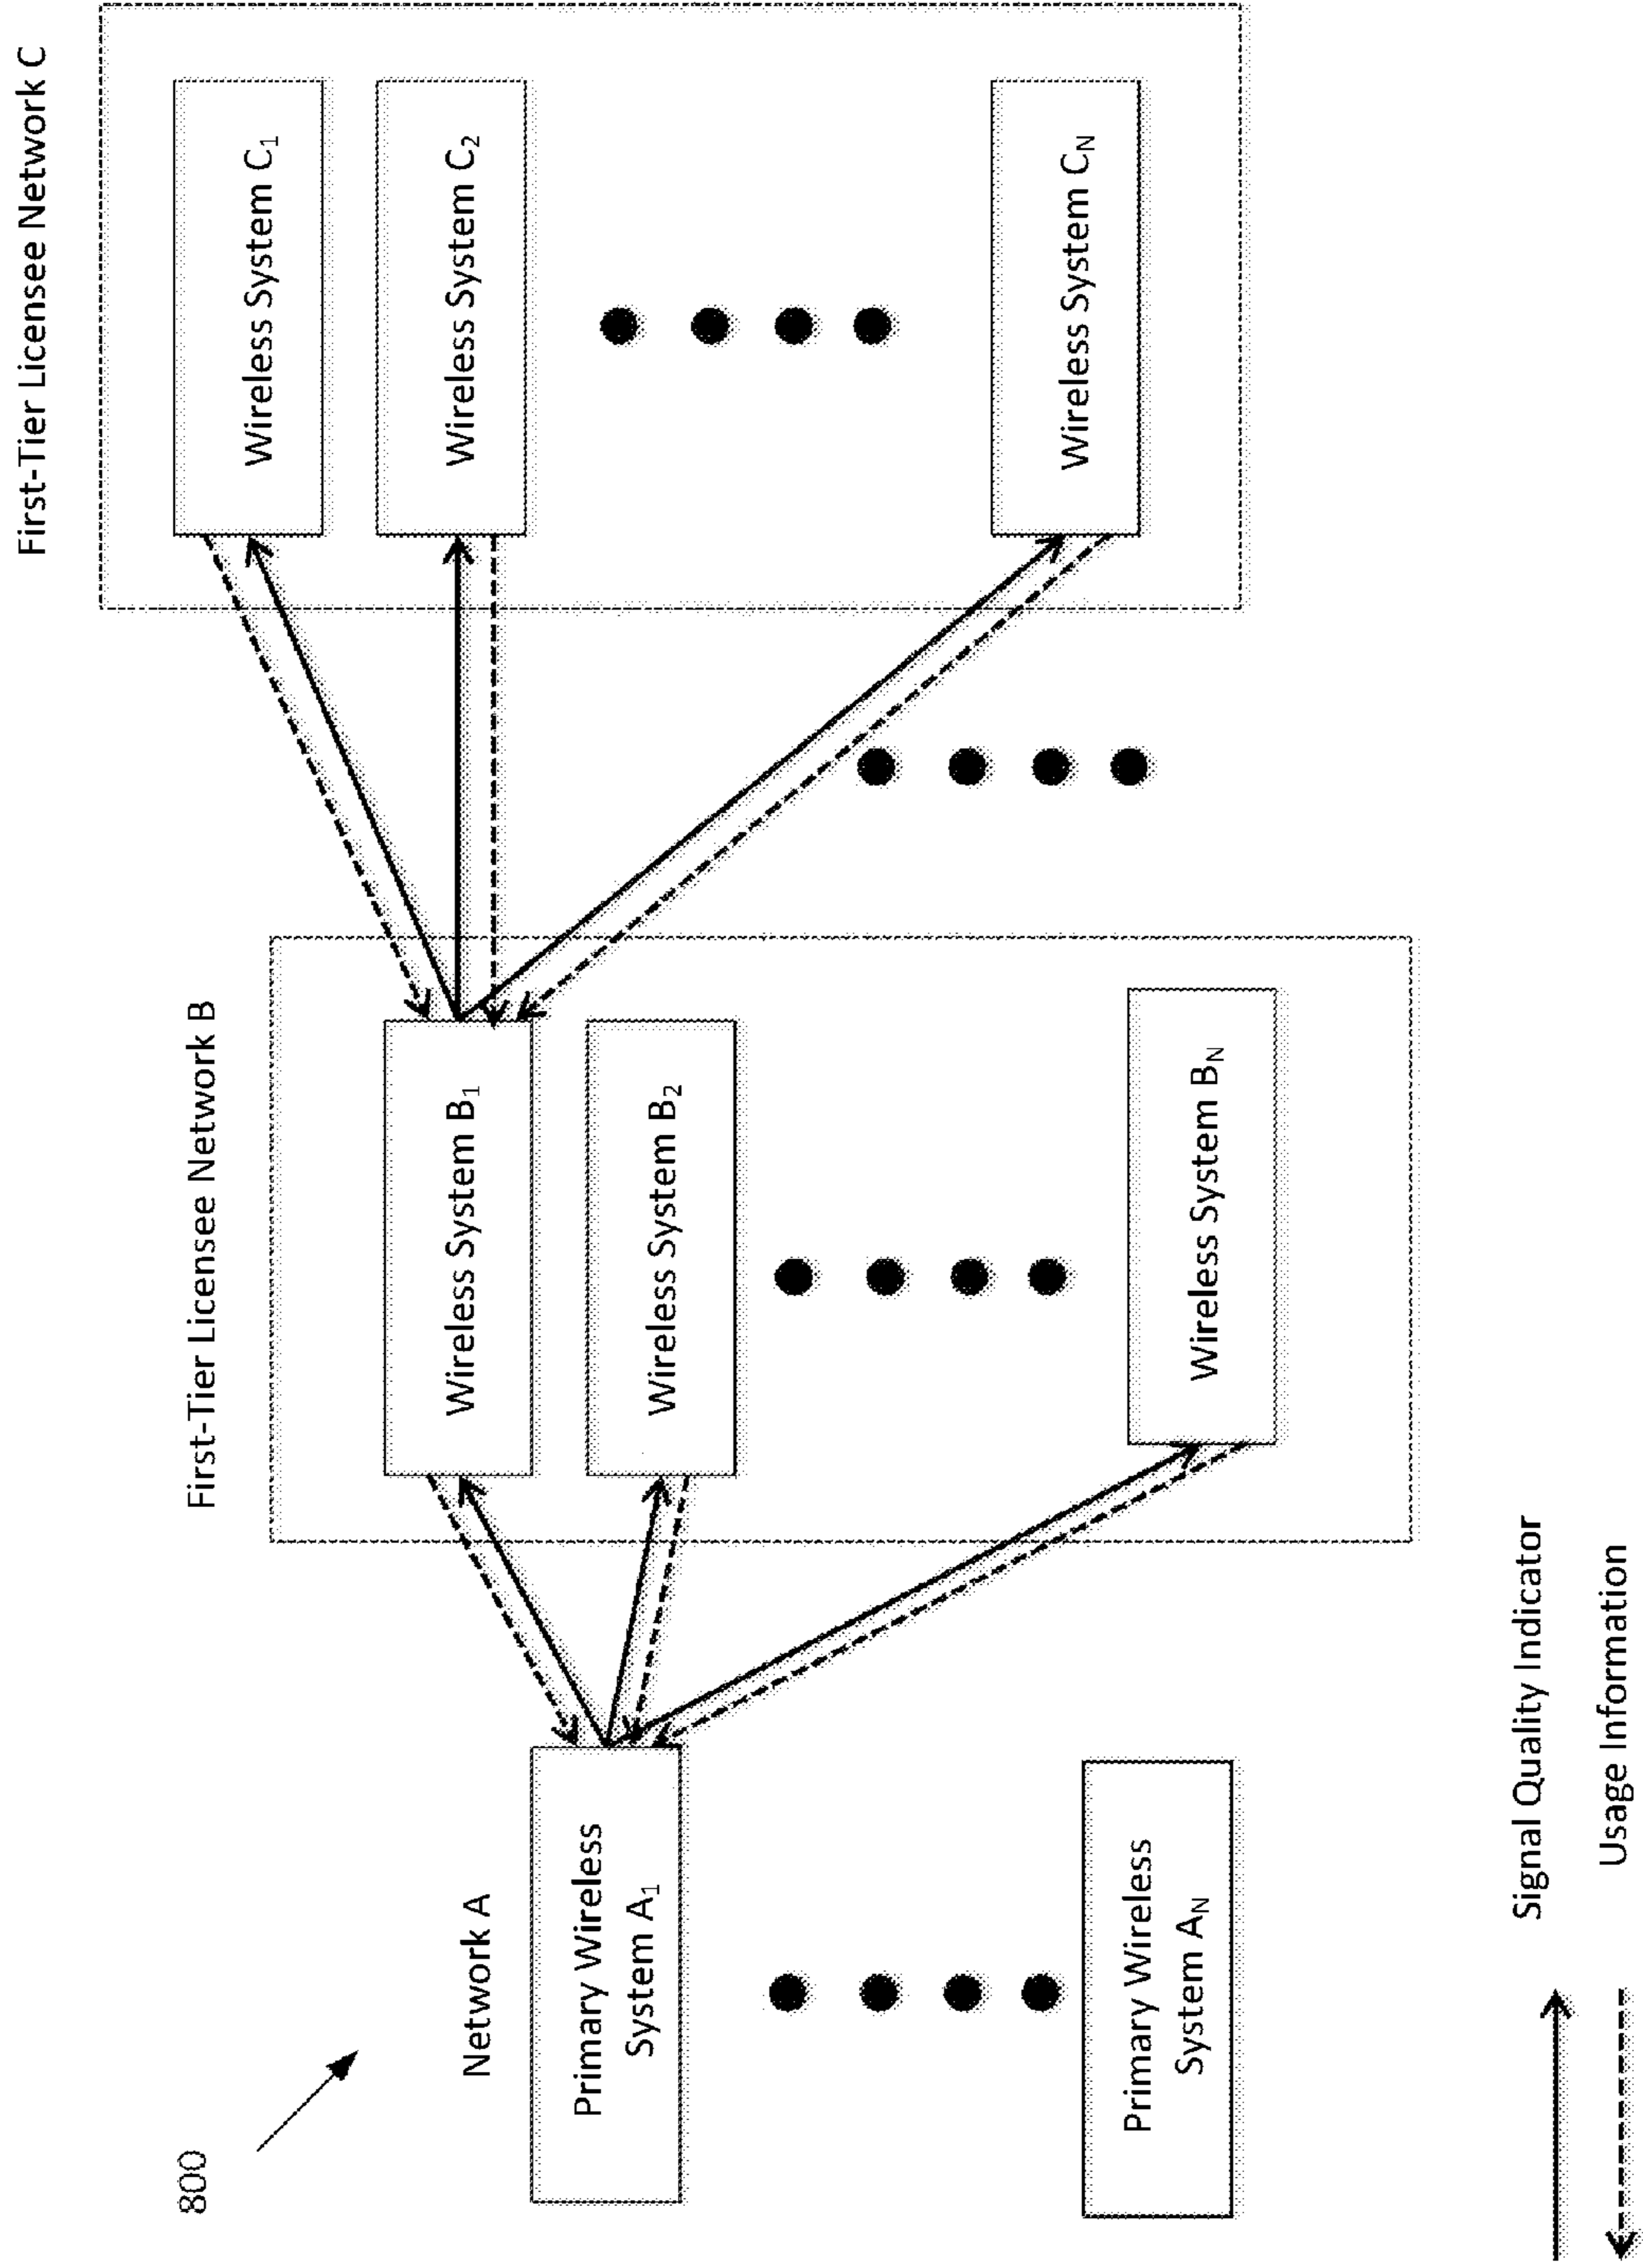 800
Network A
Primary Wireless
System A₁
Primary Wireless
System Aₙ
First-Tier Licensee Network B
Wireless System B₁
Wireless System B₂
Wireless System Bₙ
First-Tier Licensee Network C
Wireless System C₁
Wireless System C₂
Wireless System Cₙ
Signal Quality Indicator
Usage Information